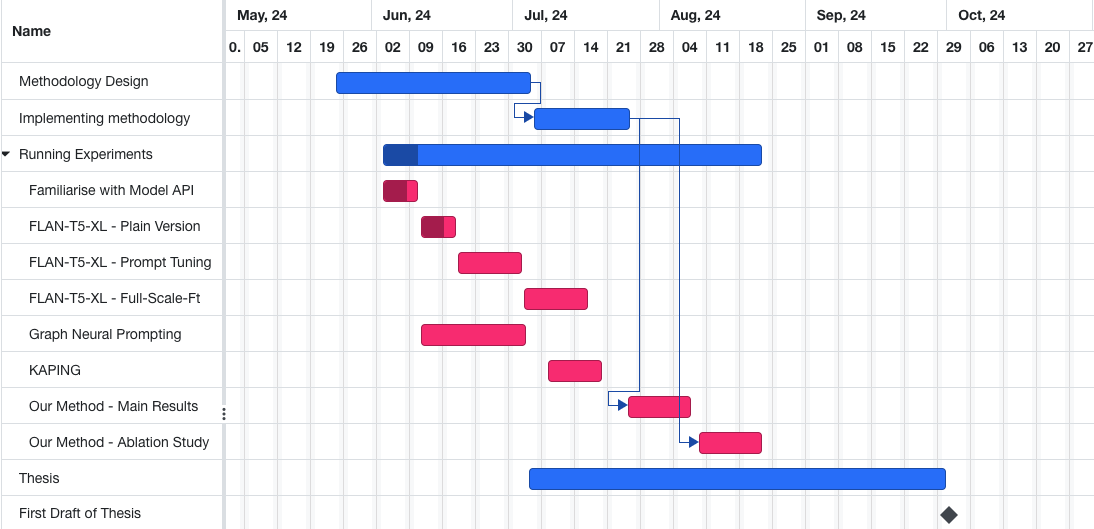 Name
May, 24 Jun, 24 Jul, 24 Aug, 24 Sep, 24 Oct, 24
0. 05 12 19 26 02 09 16 23 30 07 14 21 28 04 11 18 25 01 08 15 22 29 06 13 20 27
Methodology Design
Implementing methodology
Running Experiments
Familiarise with Model API
FLAN-T5-XL - Plain Version
FLAN-T5-XL - Prompt Tuning
FLAN-T5-XL - Full-Scale-Ft
Graph Neural Prompting
KAPING
Our Method - Main Results
Our Method - Ablation Study
Thesis
First Draft of Thesis